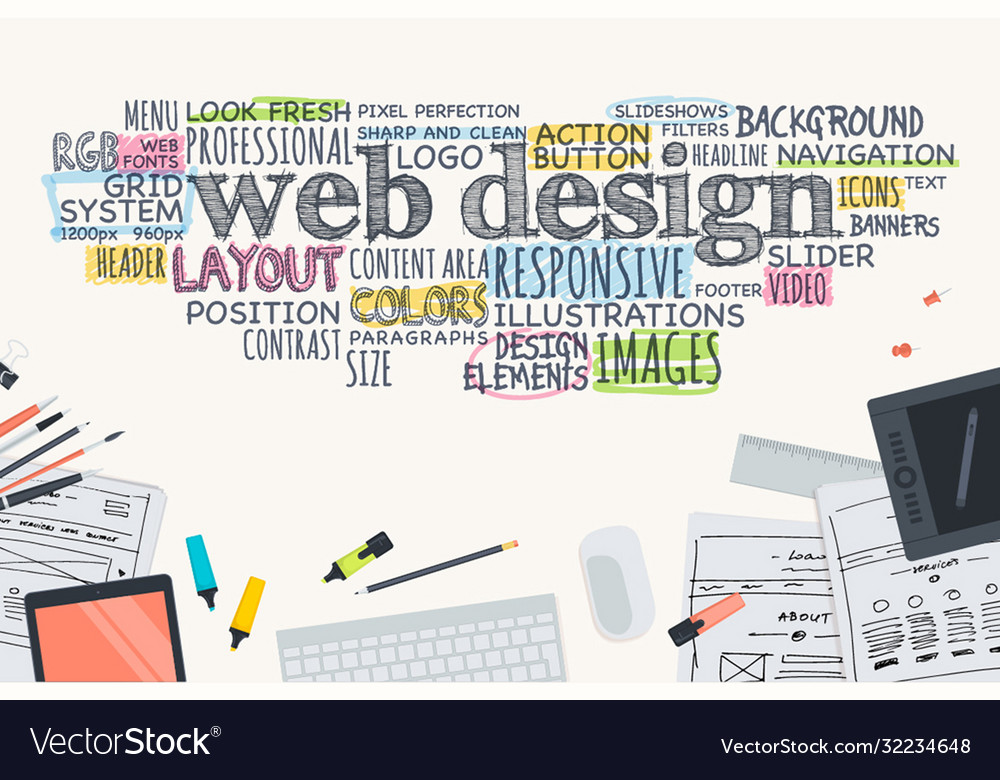 MENU LOOK FRESH PIXEL PERFECTION SLIDESHOWS BACKGROUND
RGB WEB FONTS PROFESSIONAL SHARP AND CLEAN ACTION BUTTON FILTERS
LOGO HEADLINE NAVIGATION
GRID SYSTEM web design ICONS TEXT
1200px 960px BANNERS
HEADER LAYOUT CONTENT AREA RESPONSIVE SLIDER
FOOTER VIDEO
POSITION COLORS ILLUSTRATIONS
CONTRAST PARAGRAPHS DESIGN ELEMENTS IMAGES
SIZE
SERVICES NEWS CONTACT
SERVICES
ABOUT
VectorStock®
VectorStock.com/32234648